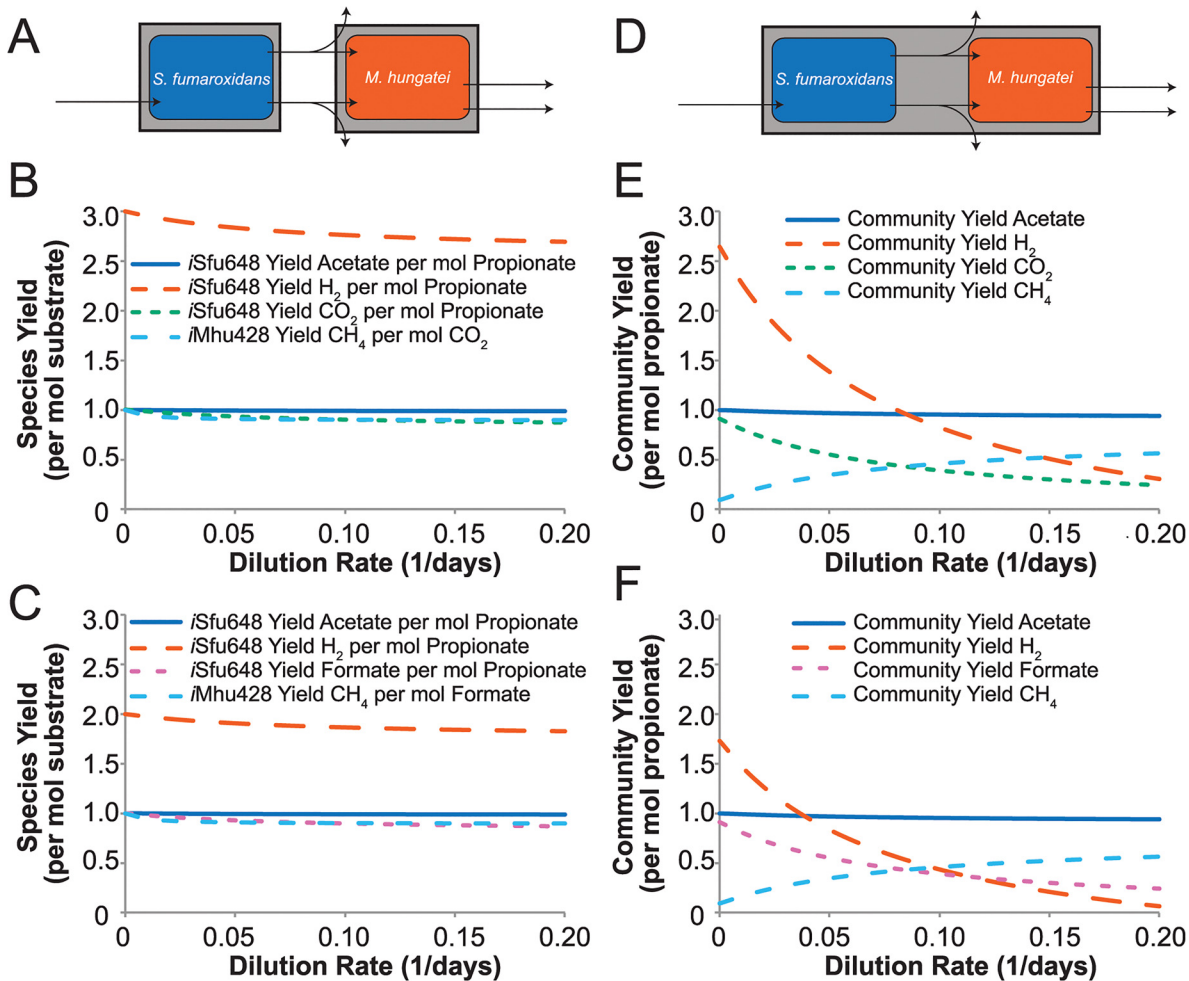 A
S. fumaroxidans
M. hungatei
D
S. fumaroxidans
M. hungatei
B
Species Yield
(per mol substrate)
3.0
2.5
2.0
1.5
1.0
0.5
0
iSfu648 Yield Acetate per mol Propionate
iSfu648 Yield H2 per mol Propionate
iSfu648 Yield CO2 per mol Propionate
iMhu428 Yield CH4 per mol CO2
0 0.05 0.10 0.15 0.20
Dilution Rate (1/days)
E
Community Yield
(per mol propionate)
3.0
2.5
2.0
1.5
1.0
0.5
0
Community Yield Acetate
Community Yield H2
Community Yield CO2
Community Yield CH4
0 0.05 0.10 0.15 0.20
Dilution Rate (1/days)
C
Species Yield
(per mol substrate)
3.0
2.5
2.0
1.5
1.0
0.5
0
iSfu648 Yield Acetate per mol Propionate
iSfu648 Yield H2 per mol Propionate
iSfu648 Yield Formate per mol Propionate
iMhu428 Yield CH4 per mol Formate
0 0.05 0.10 0.15 0.20
Dilution Rate (1/days)
F
Community Yield
(per mol propionate)
3.0
2.5
2.0
1.5
1.0
0.5
0
Community Yield Acetate
Community Yield H2
Community Yield Formate
Community Yield CH4
0 0.05 0.10 0.15 0.20
Dilution Rate (1/days)